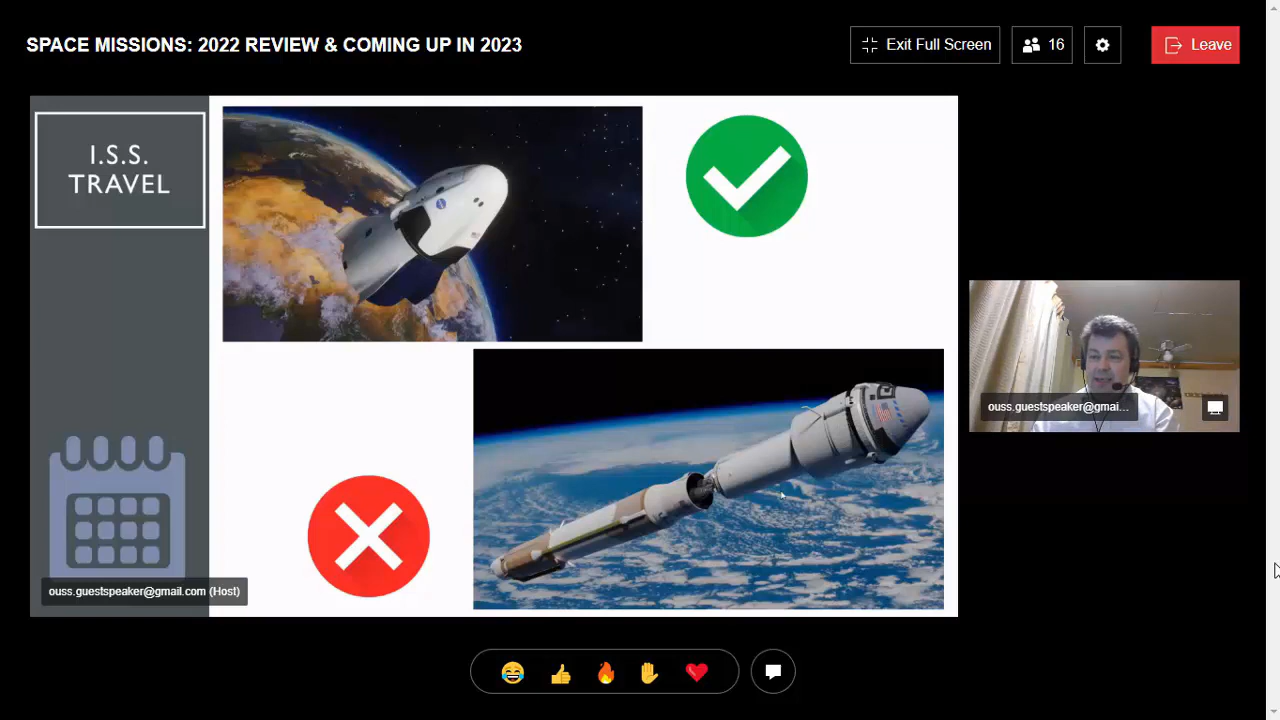 SPACE MISSIONS: 2022 REVIEW & COMING UP IN 2023
Exit Full Screen
16
Leave
I.S.S.
TRAVEL
ouss.guestspeaker@gmai...
ouss.guestspeaker@gmail.com (Host)